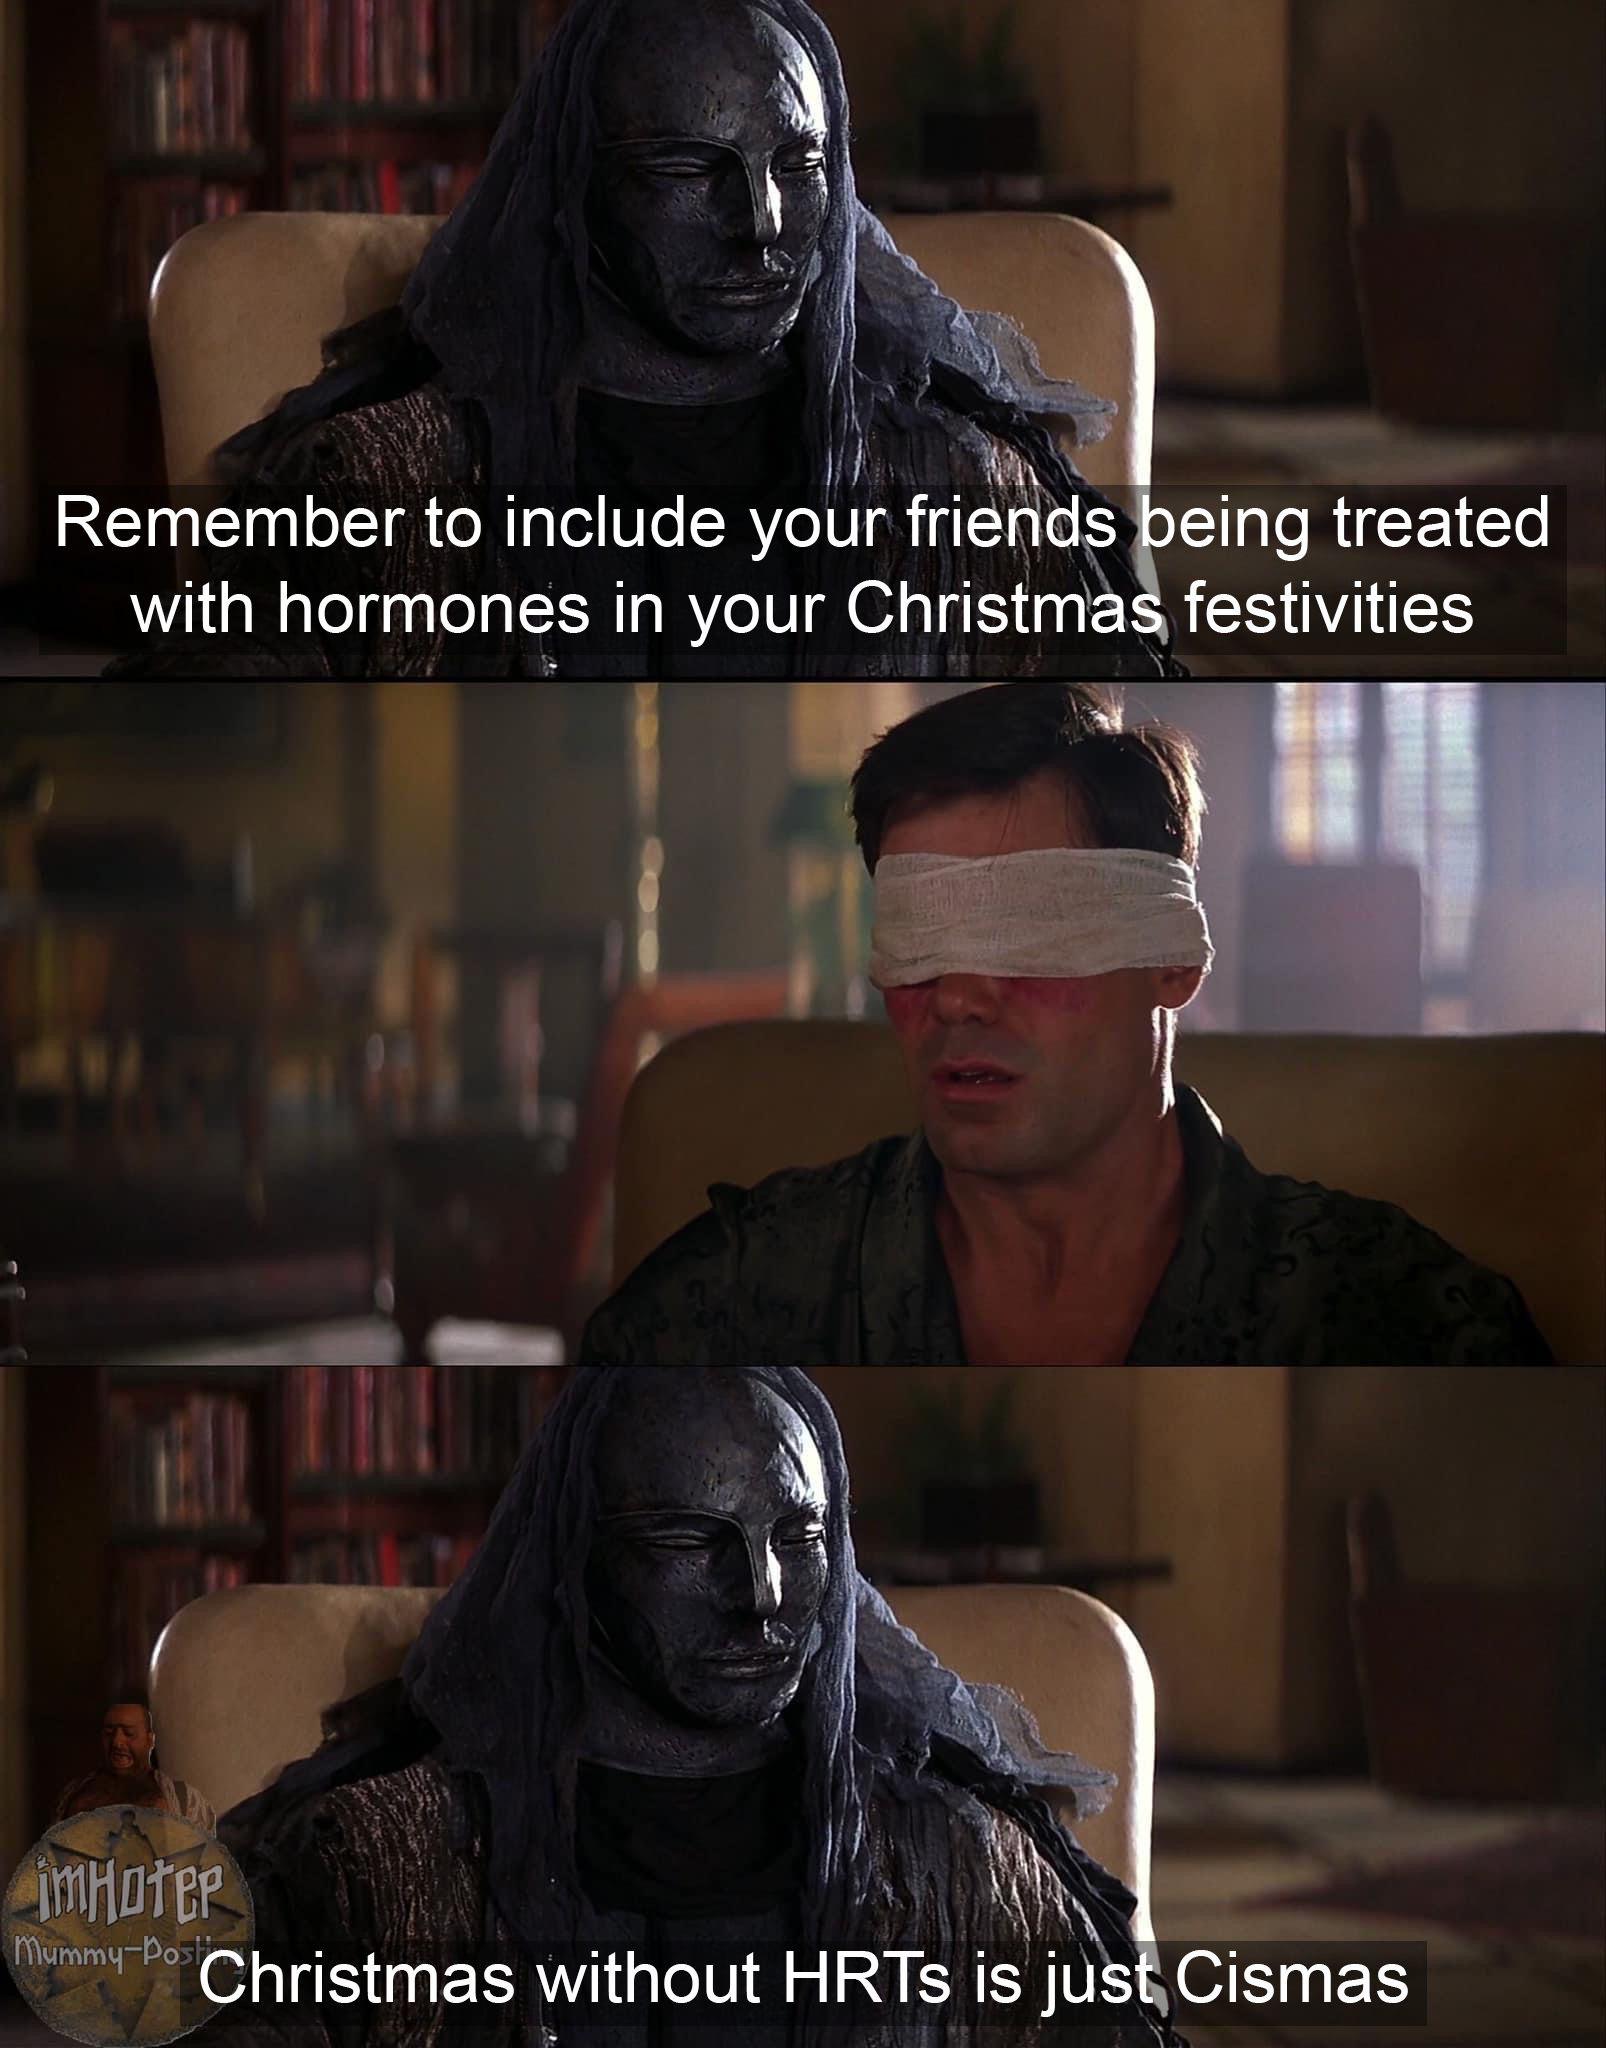 Remember to include your friends being treated
with hormones in your Christmas festivities
imHotep
Mummy-Posting
Christmas without HRTs is just Cismas